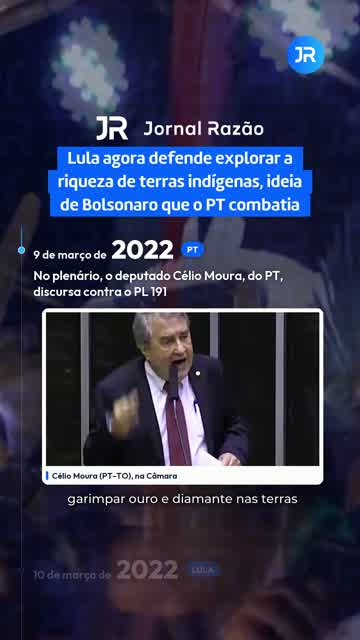 JR
JR Jornal Razão
Lula agora defende explorar a
riqueza de terras indígenas, ideia
de Bolsonaro que o PT combatia
9 de março de 2022 PT
No plenário, o deputado Célio Moura, do PT,
discursa contra o PL 191
Célio Moura (PT-TO), na Câmara
garimpar ouro e diamante nas terras
10 de março de 2022 LULA